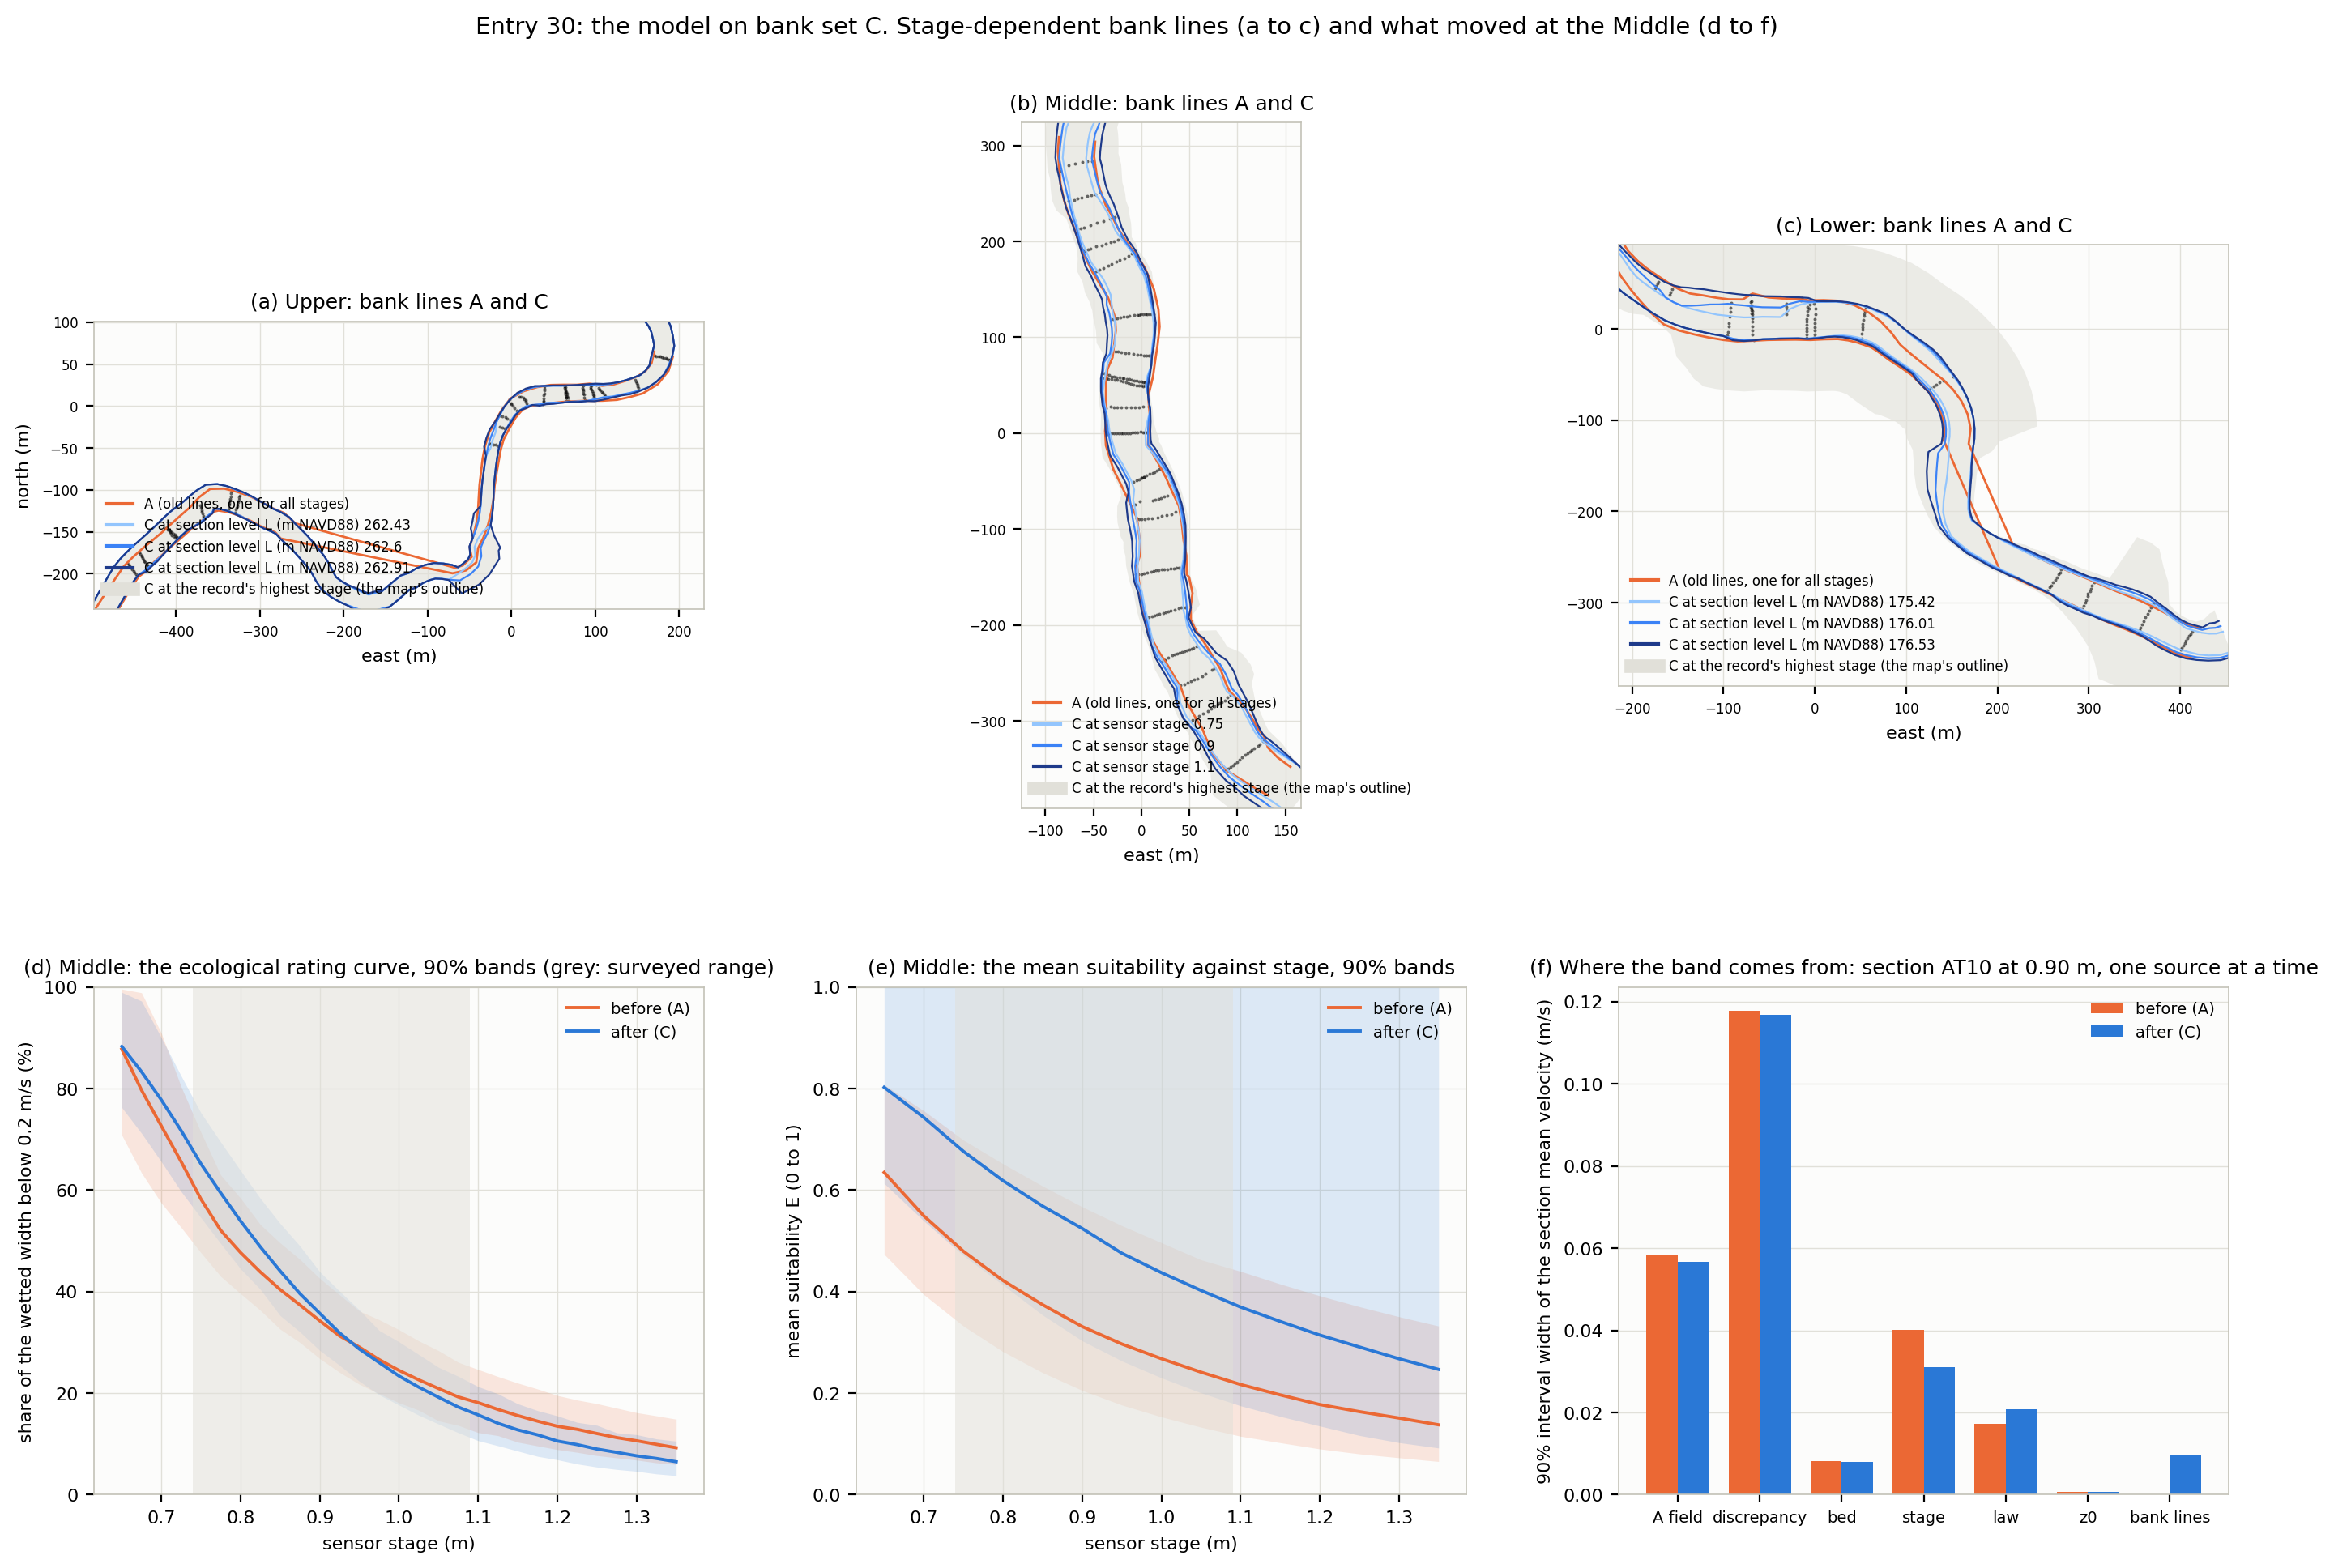 Entry 30: the model on bank set C. Stage-dependent bank lines (a to c) and what moved at the Middle (d to f)
(a) Upper: bank lines A and C
north (m)
100
50
0
−50
−100
−150
−200
A (old lines, one for all stages)
C at section level L (m NAVD88) 262.43
C at section level L (m NAVD88) 262.6
C at section level L (m NAVD88) 262.91
C at the record's highest stage (the map's outline)
−400 −300 −200 −100 0 100 200
east (m)
(b) Middle: bank lines A and C
300
200
100
0
−100
−200
−300
A (old lines, one for all stages)
C at sensor stage 0.75
C at sensor stage 0.9
C at sensor stage 1.1
C at the record's highest stage (the map's outline)
−100 −50 0 50 100 150
east (m)
(c) Lower: bank lines A and C
0
−100
−200
−300
A (old lines, one for all stages)
C at section level L (m NAVD88) 175.42
C at section level L (m NAVD88) 176.01
C at section level L (m NAVD88) 176.53
C at the record's highest stage (the map's outline)
−200 −100 0 100 200 300 400
east (m)
(d) Middle: the ecological rating curve, 90% bands (grey: surveyed range)
share of the wetted width below 0.2 m/s (%)
100
80
60
40
20
0
before (A)
after (C)
0.7 0.8 0.9 1.0 1.1 1.2 1.3
sensor stage (m)
(e) Middle: the mean suitability against stage, 90% bands
mean suitability E (0 to 1)
1.0
0.8
0.6
0.4
0.2
0.0
before (A)
after (C)
0.7 0.8 0.9 1.0 1.1 1.2 1.3
sensor stage (m)
(f) Where the band comes from: section AT10 at 0.90 m, one source at a time
90% interval width of the section mean velocity (m/s)
0.12
0.10
0.08
0.06
0.04
0.02
0.00
before (A)
after (C)
A field discrepancy bed stage law z0 bank lines